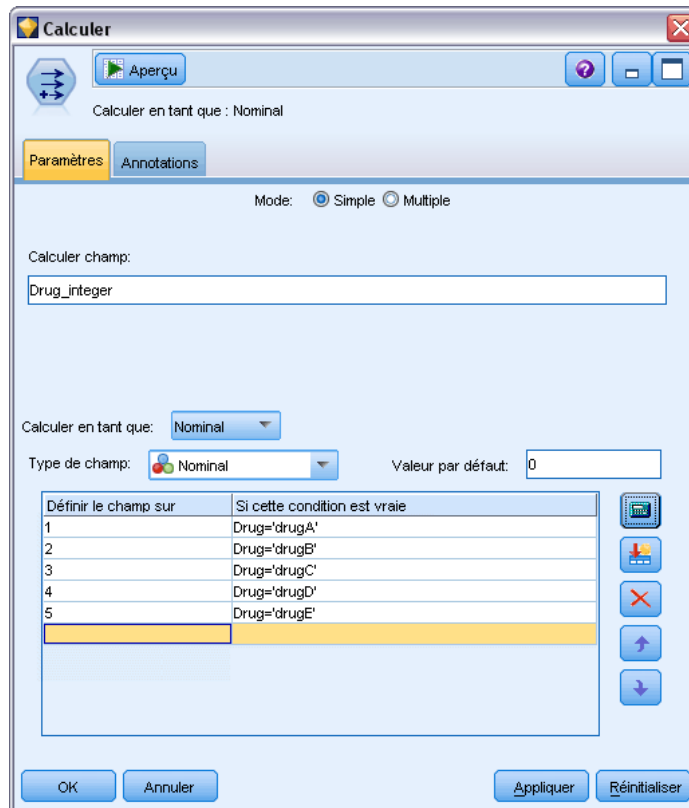 Calculer
Aperçu
Calculer en tant que : Nominal
Paramètres Annotations
Mode: Simple Multiple
Calculer champ:
Drug_integer
Calculer en tant que: Nominal
Type de champ: Nominal Valeur par défaut: 0
Définir le champ sur Si cette condition est vraie
1 Drug='drugA'
2 Drug='drugB'
3 Drug='drugC'
4 Drug='drugD'
5 Drug='drugE'
OK Annuler Appliquer Réinitialiser